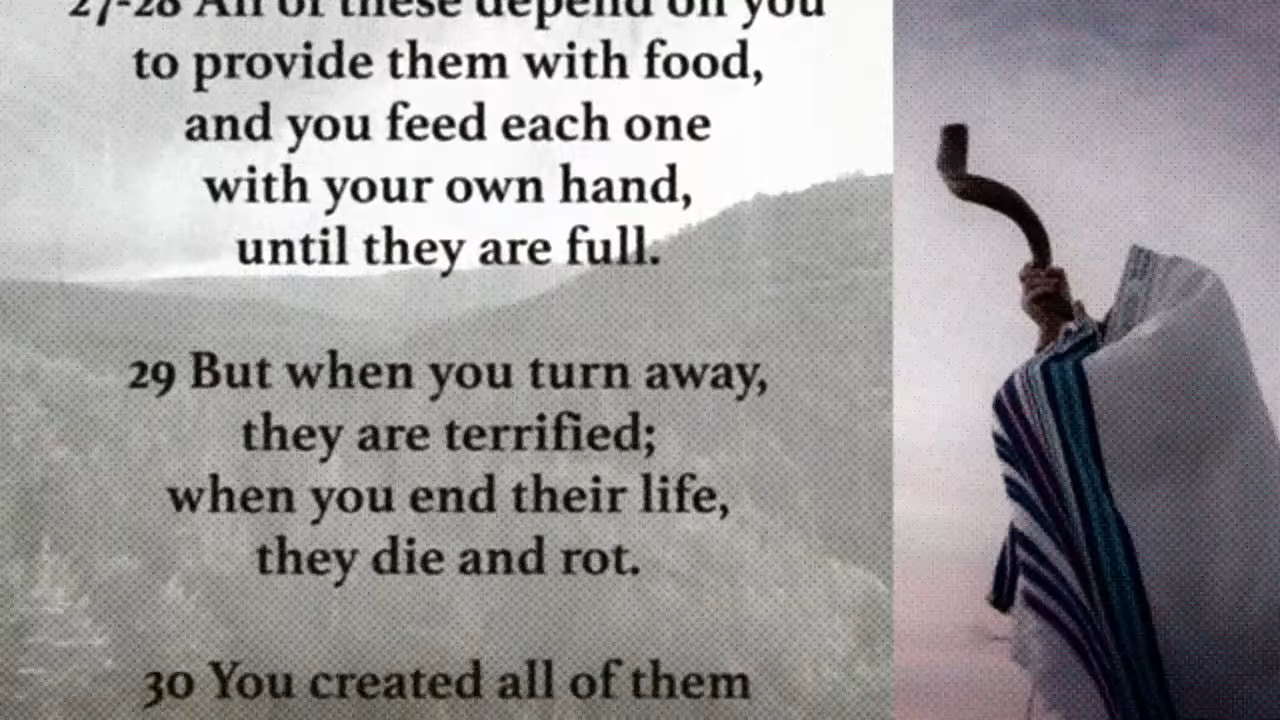 27-28 All of these depend on you
to provide them with food,
and you feed each one
with your own hand,
until they are full.
29 But when you turn away,
they are terrified;
when you end their life,
they die and rot.
30 You created all of them